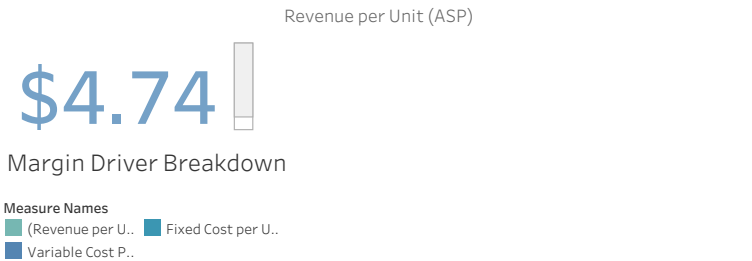 Revenue per Unit (ASP)
$4.74
Margin Driver Breakdown
Measure Names
(Revenue per U.. Fixed Cost per U..
Variable Cost P..